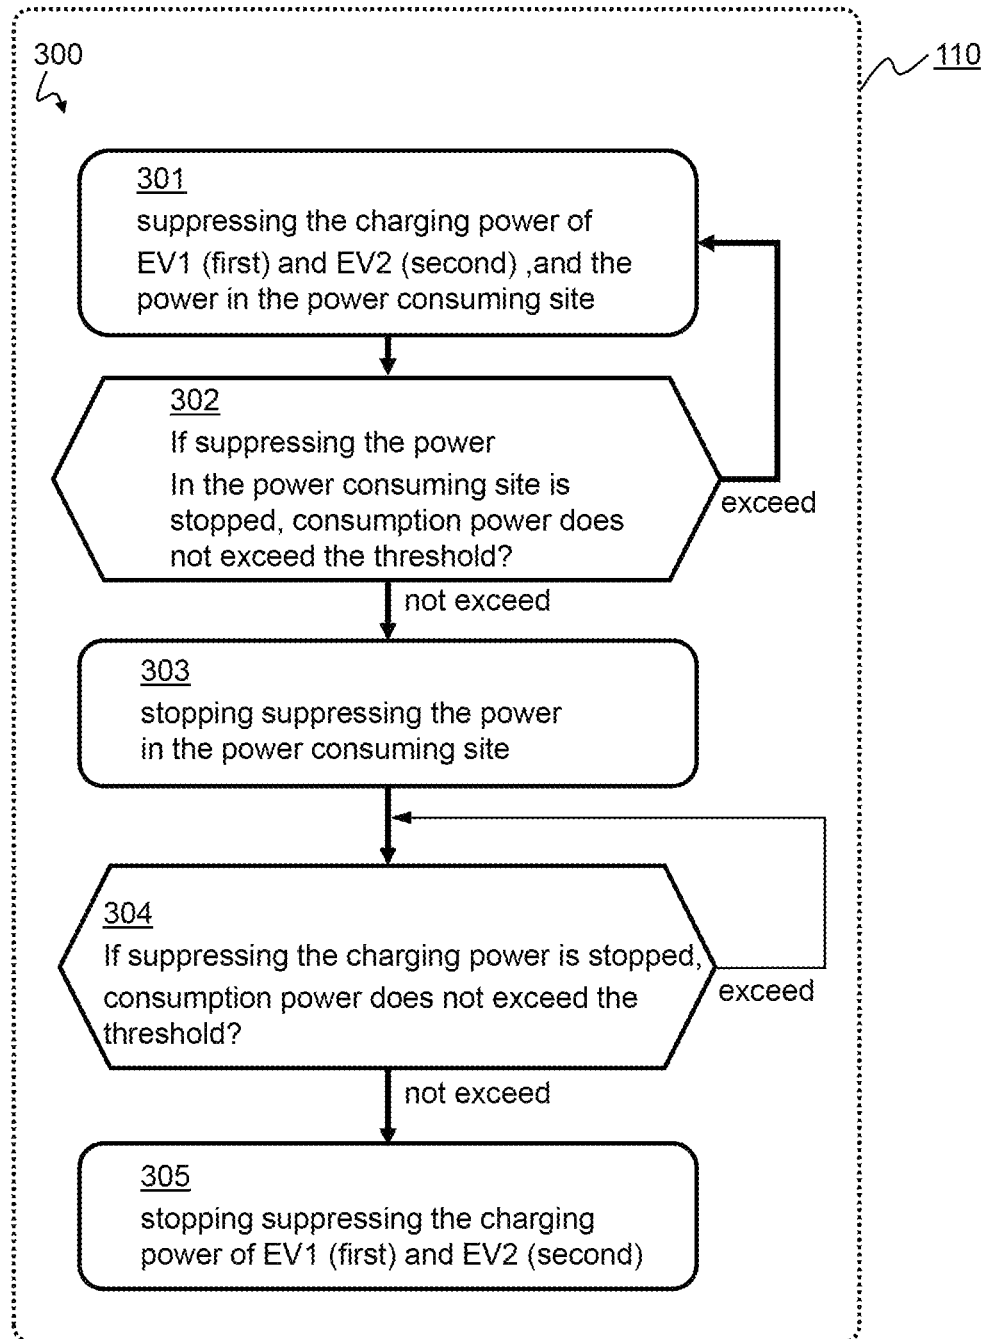 300
110
301
suppressing the charging power of
EV1 (first) and EV2 (second) ,and the
power in the power consuming site
302
If suppressing the power
In the power consuming site is
stopped, consumption power does
not exceed the threshold?
exceed
not exceed
303
stopping suppressing the power
in the power consuming site
304
If suppressing the charging power is stopped,
consumption power does not exceed the
threshold?
exceed
not exceed
305
stopping suppressing the charging
power of EV1 (first) and EV2 (second)